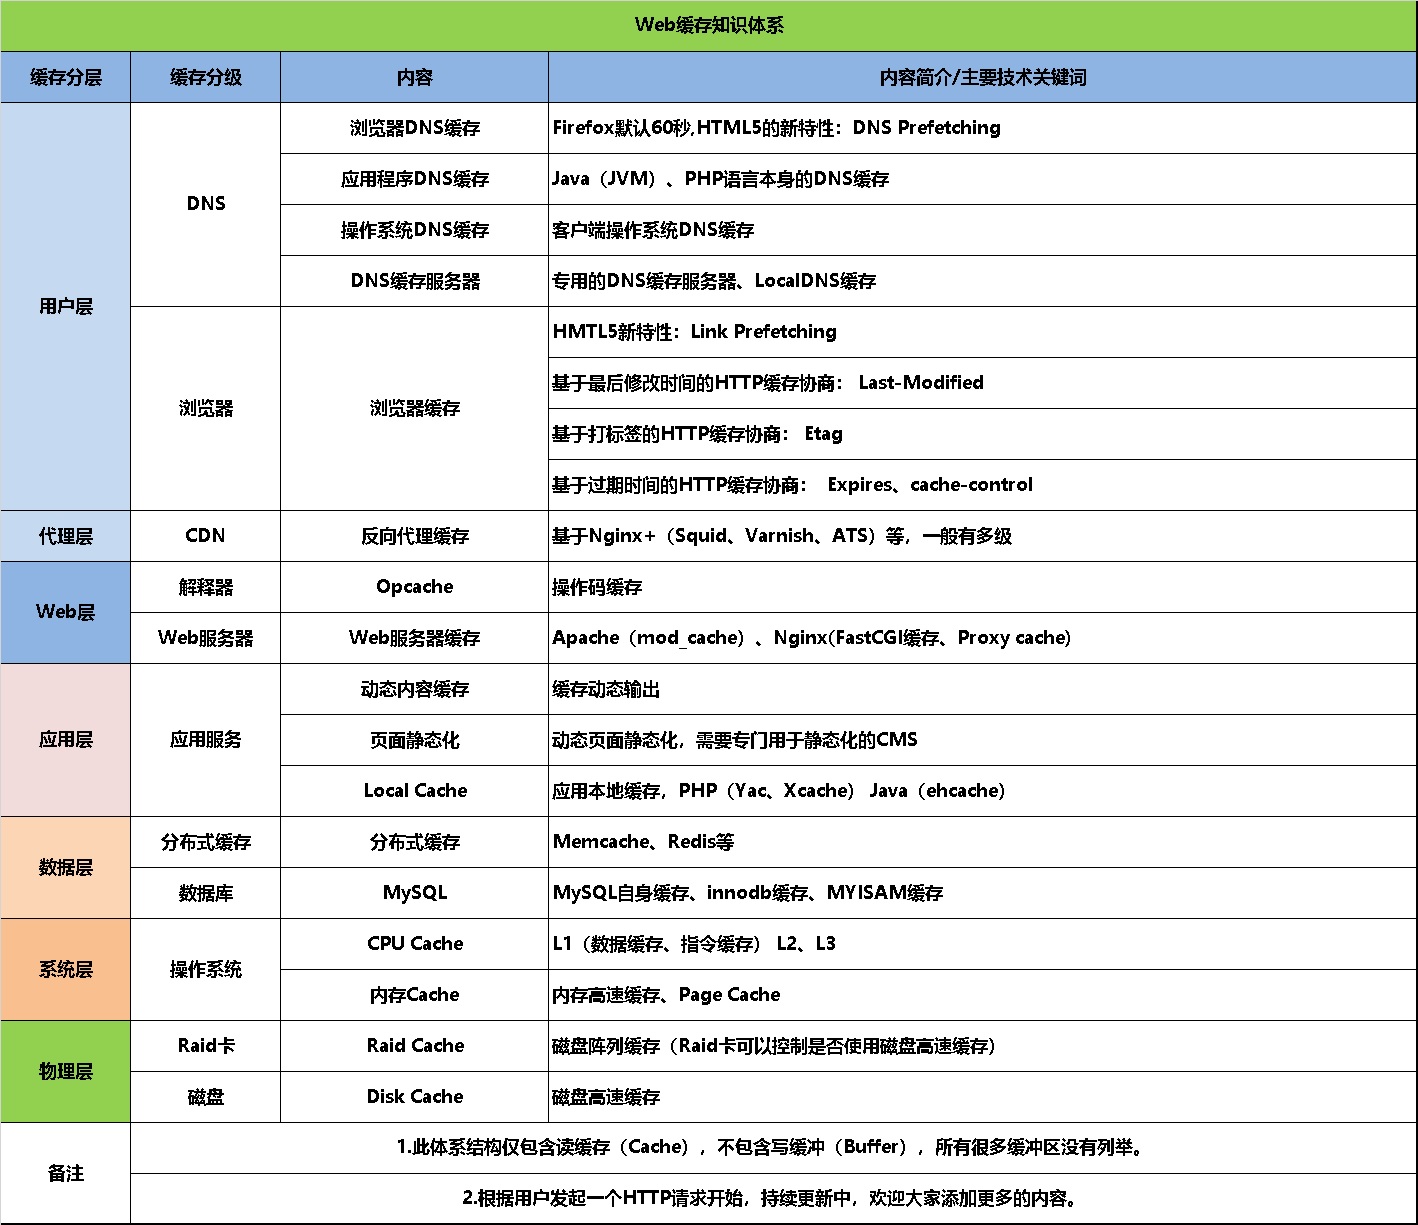 Web缓存知识体系
缓存分层 缓存分级 内容 内容简介/主要技术关键词
用户层
DNS
浏览器DNS缓存 Firefox默认60秒,HTML5的新特性：DNS Prefetching
应用程序DNS缓存 Java（JVM）、PHP语言本身的DNS缓存
操作系统DNS缓存 客户端操作系统DNS缓存
DNS缓存服务器 专用的DNS缓存服务器、LocalDNS缓存
浏览器 浏览器缓存
HMTL5新特性：Link Prefetching
基于最后修改时间的HTTP缓存协商： Last-Modified
基于打标签的HTTP缓存协商： Etag
基于过期时间的HTTP缓存协商： Expires、cache-control
代理层 CDN 反向代理缓存 基于Nginx+（Squid、Varnish、ATS）等，一般有多级
Web层
解释器 Opcache 操作码缓存
Web服务器 Web服务器缓存 Apache（mod_cache）、Nginx(FastCGI缓存、Proxy cache)
应用层 应用服务
动态内容缓存 缓存动态输出
页面静态化 动态页面静态化，需要专门用于静态化的CMS
Local Cache 应用本地缓存，PHP（Yac、Xcache） Java（ehcache）
数据层
分布式缓存 分布式缓存 Memcache、Redis等
数据库 MySQL MySQL自身缓存、innodb缓存、MYISAM缓存
系统层 操作系统
CPU Cache L1（数据缓存、指令缓存） L2、L3
内存Cache 内存高速缓存、Page Cache
物理层
Raid卡 Raid Cache 磁盘阵列缓存（Raid卡可以控制是否使用磁盘高速缓存）
磁盘 Disk Cache 磁盘高速缓存
备注
1.此体系结构仅包含读缓存（Cache），不包含写缓冲（Buffer），所有很多缓冲区没有列举。
2.根据用户发起一个HTTP请求开始，持续更新中，欢迎大家添加更多的内容。